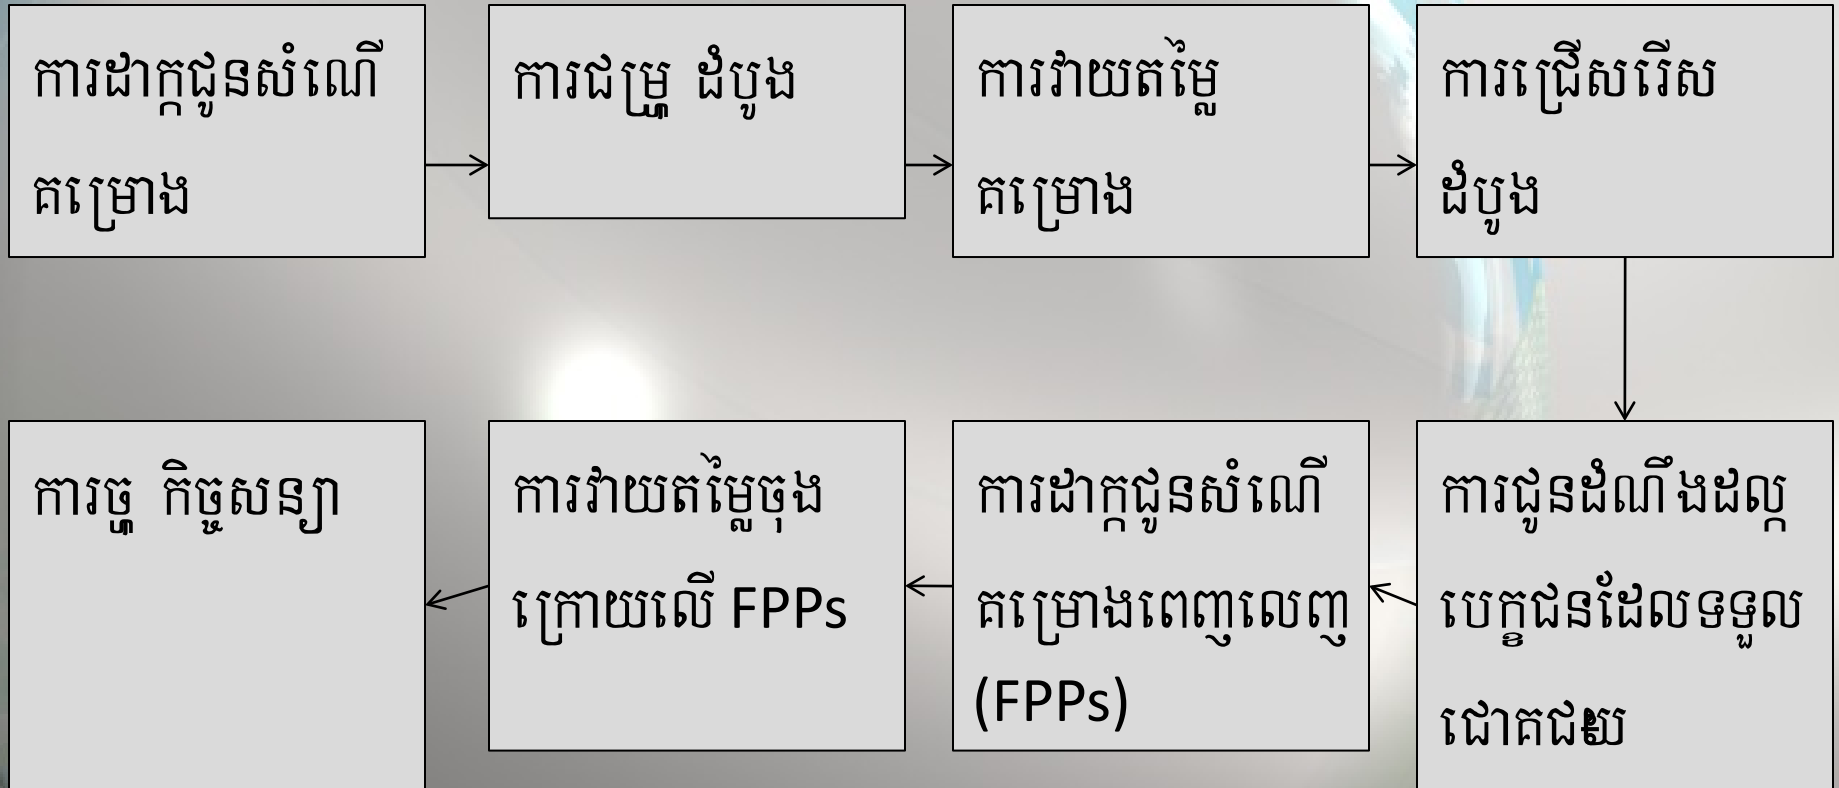 ការដាក្កជូនសំណើ
គម្រោង
ការជម្រុ ដំបូង
ការវាយតម្លៃ
គម្រោង
ការជ្រើសរើស
ដំបូង
ការជូនដំណឹងដល្ក
បេក្ខជនដែលទទួល
ជោគជ័យ
ការដាក្កជូនសំណើ
គម្រោងពេញលេញ
(FPPs)
ការវាយតម្លៃចុង
ក្រោយលើ FPPs
ការចុ្ហ កិច្ចសន្យា